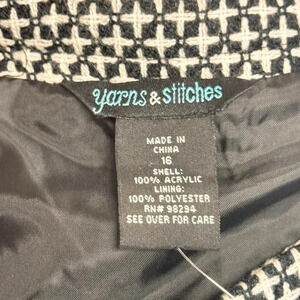 yarns & stitches
MADE IN
CHINA
16
SHELL:
100% ACRYLIC
LINING:
100% POLYESTER
RN# 98294
SEE OVER FOR CARE